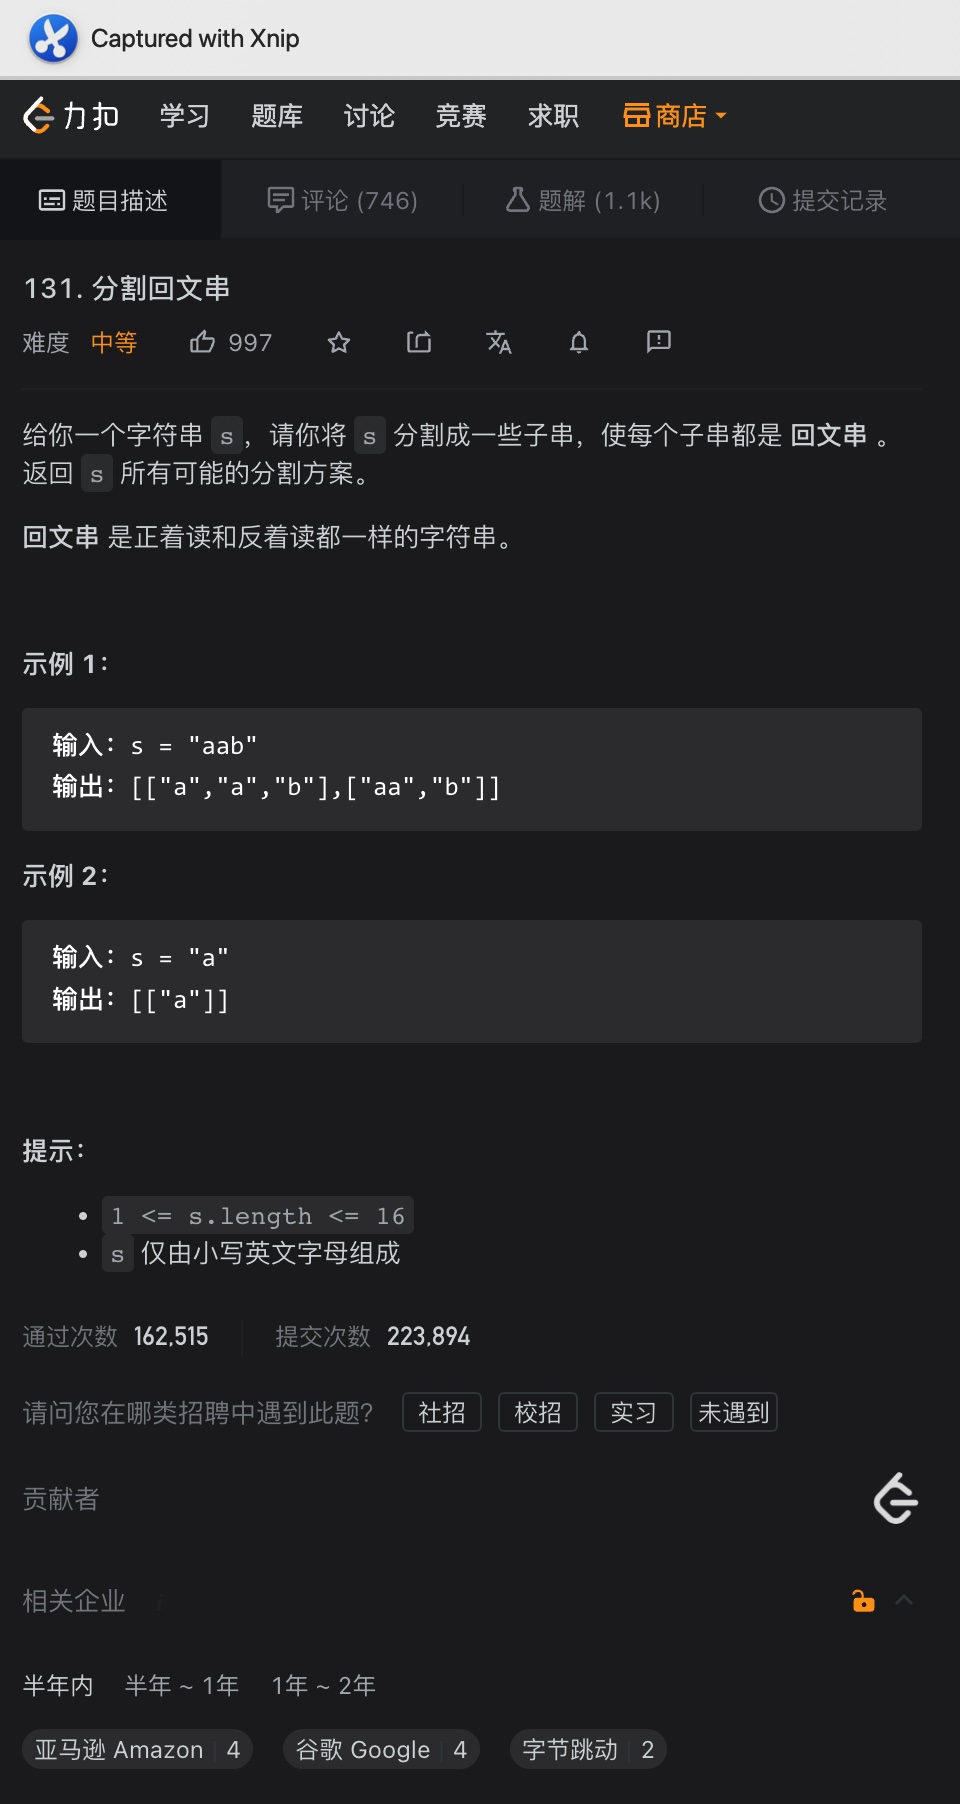 Captured with Xnip
力扣 学习 题库 讨论 竞赛 求职 商店
题目描述 评论 (746) 题解 (1.1k) 提交记录
131. 分割回文串
难度 中等 997
给你一个字符串 s，请你将 s 分割成一些子串，使每个子串都是 回文串 。
返回 s 所有可能的分割方案。
回文串 是正着读和反着读都一样的字符串。
示例 1：
输入：s = "aab"
输出：[["a","a","b"],["aa","b"]]
示例 2：
输入：s = "a"
输出：[["a"]]
提示：
• 1 <= s.length <= 16
• s 仅由小写英文字母组成
通过次数 162,515 提交次数 223,894
请问您在哪类招聘中遇到此题？ 社招 校招 实习 未遇到
贡献者
相关企业
半年内 半年 ~ 1年 1年 ~ 2年
亚马逊 Amazon 4 谷歌 Google 4 字节跳动 2